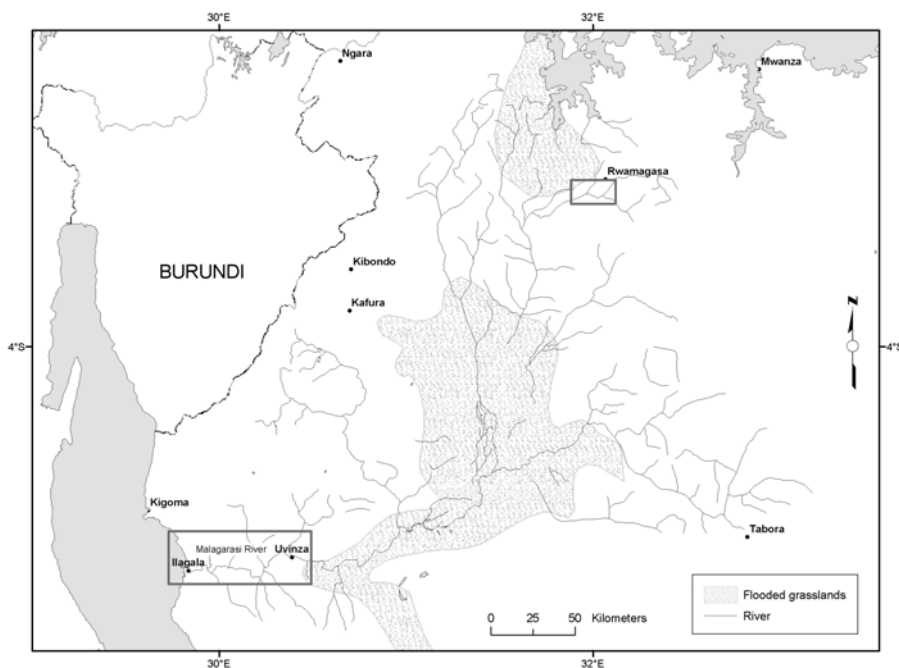 30°E
32°E
Ngara
Mwanza
Rwamagasa
BURUNDI
Kibondo
Kafura
N
4°S
4°S
Kigoma
Malagarasi River
Uvinza
Ilagala
Tabora
Flooded grasslands
River
0 25 50 Kilometers
30°E
32°E